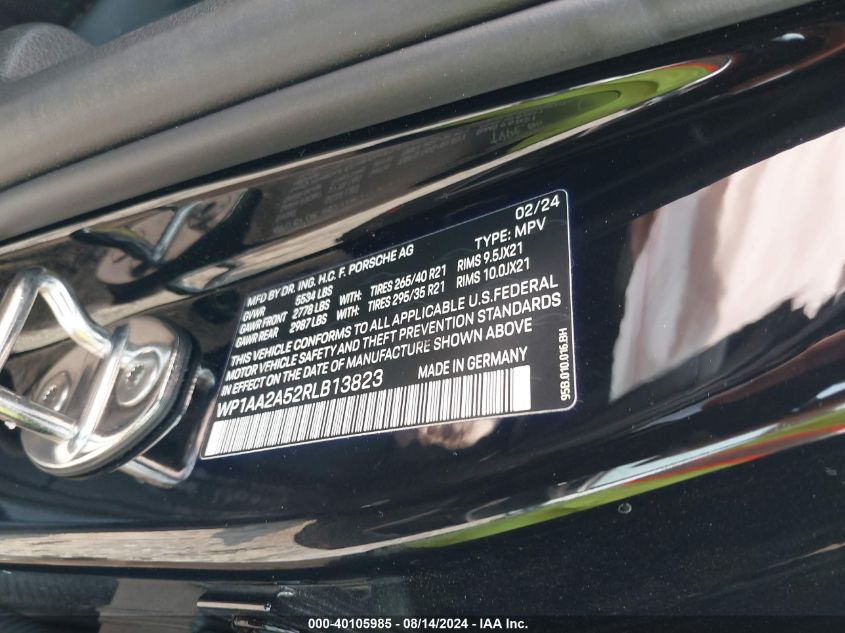 02/24
MFD BY DR. ING. H.C. F. PORSCHE AG TYPE: MPV
GVWR 5534 LBS WITH: TIRES 265/40 R21 RIMS 9.5JX21
GAWR FRONT 2778 LBS WITH: TIRES 295/35 R21 RIMS 10.0JX21
GAWR REAR 2987 LBS
THIS VEHICLE CONFORMS TO ALL APPLICABLE U.S. FEDERAL
MOTOR VEHICLE SAFETY AND THEFT PREVENTION STANDARDS
IN EFFECT ON THE DATE OF MANUFACTURE SHOWN ABOVE
WP1AA2A52RLB13823 MADE IN GERMANY
95B.010.016.BH
000-40105985 - 08/14/2024 - IAA Inc.